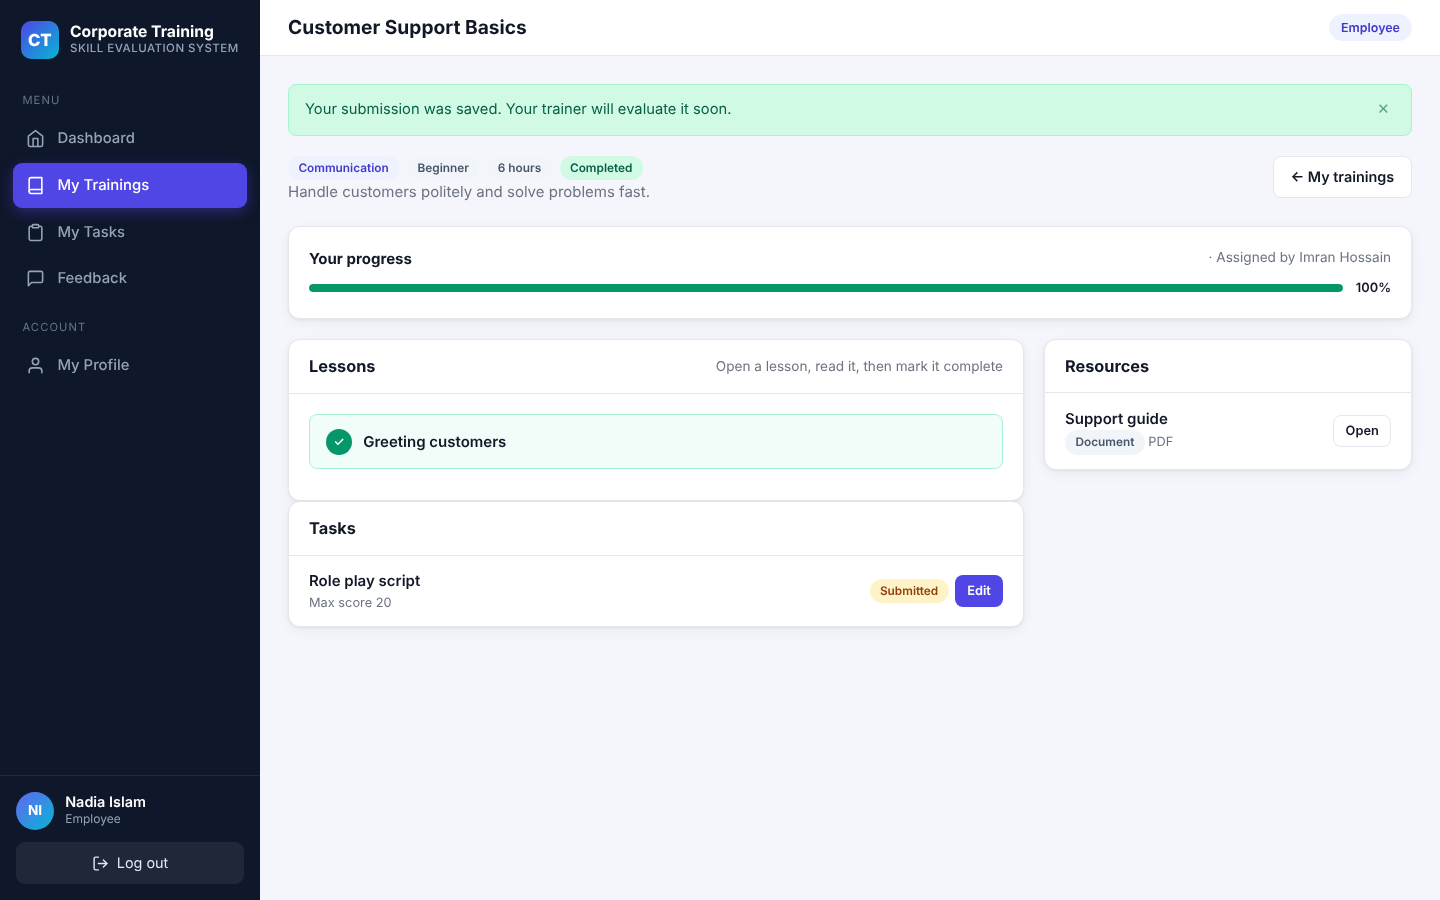 CT
Corporate Training
SKILL EVALUATION SYSTEM
MENU
Dashboard
My Trainings
My Tasks
Feedback
ACCOUNT
My Profile
NI
Nadia Islam
Employee
Log out
Customer Support Basics
Employee
Your submission was saved. Your trainer will evaluate it soon.
×
Communication Beginner 6 hours Completed
Handle customers politely and solve problems fast.
← My trainings
Your progress
· Assigned by Imran Hossain
100%
Lessons
Open a lesson, read it, then mark it complete
Greeting customers
Tasks
Role play script
Max score 20
Submitted
Edit
Resources
Support guide
Document PDF
Open